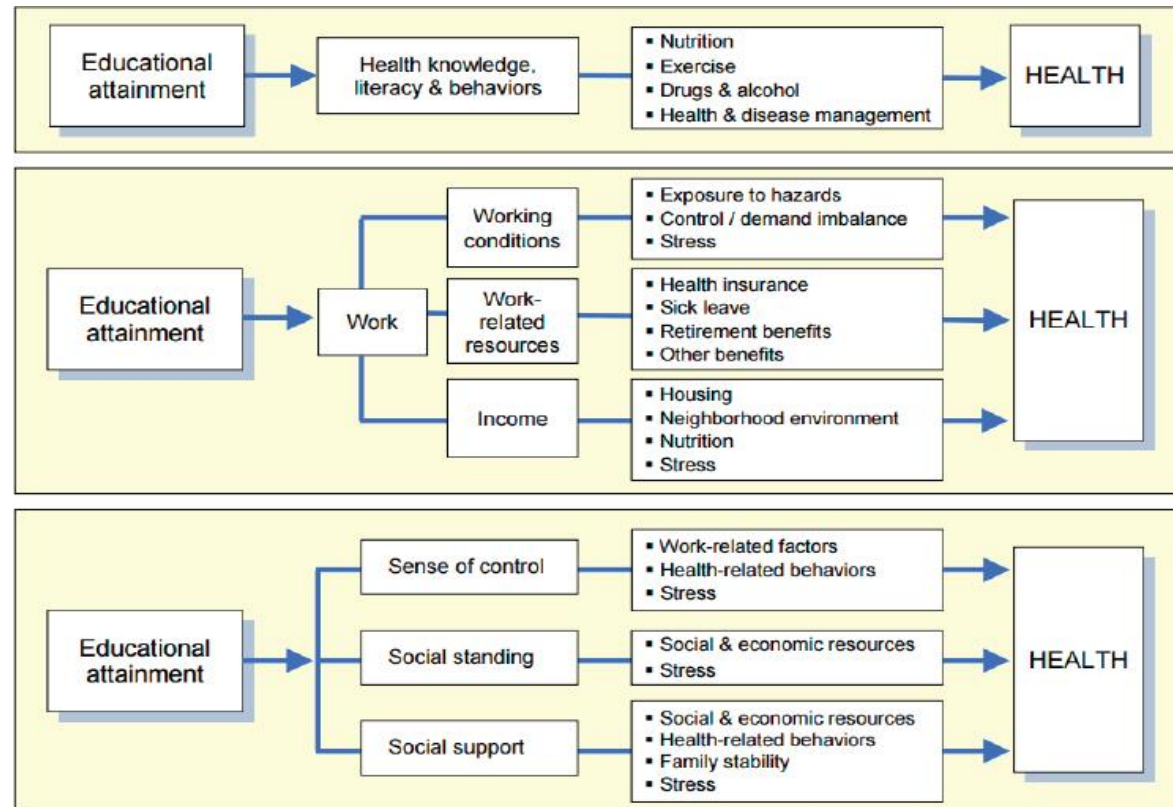 Educational
attainment
Health knowledge,
literacy & behaviors
▪ Nutrition
▪ Exercise
▪ Drugs & alcohol
▪ Health & disease management
HEALTH
Educational
attainment
Work
Working
conditions
▪ Exposure to hazards
▪ Control / demand imbalance
▪ Stress
Work-
related
resources
▪ Health insurance
▪ Sick leave
▪ Retirement benefits
▪ Other benefits
Income
▪ Housing
▪ Neighborhood environment
▪ Nutrition
▪ Stress
HEALTH
Educational
attainment
Sense of control
▪ Work-related factors
▪ Health-related behaviors
▪ Stress
Social standing
▪ Social & economic resources
▪ Stress
Social support
▪ Social & economic resources
▪ Health-related behaviors
▪ Family stability
▪ Stress
HEALTH